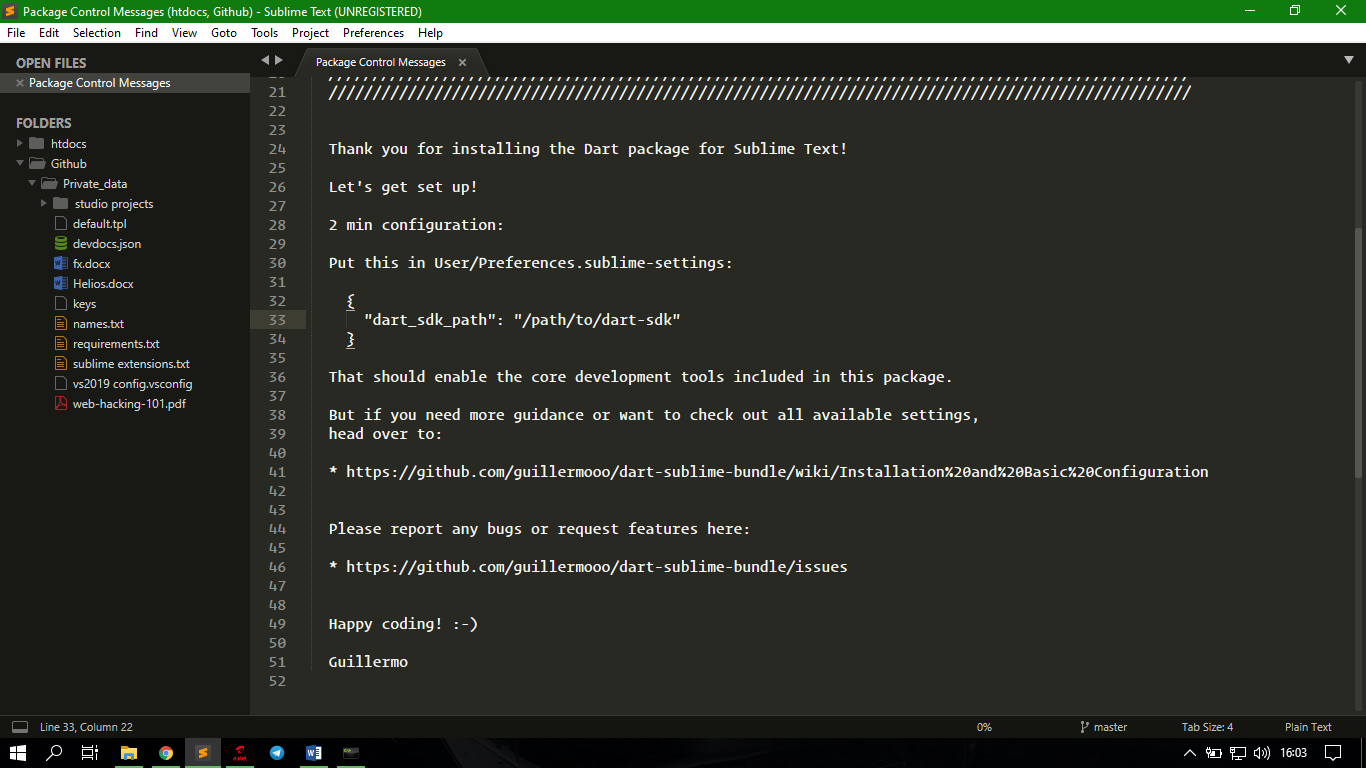 Package Control Messages (htdocs, Github) - Sublime Text (UNREGISTERED)
File Edit Selection Find View Goto Tools Project Preferences Help
OPEN FILES
Package Control Messages
FOLDERS
htdocs
Github
Private_data
studio projects
default.tpl
devdocs.json
fx.docx
Helios.docx
keys
names.txt
requirements.txt
sublime extensions.txt
vs2019 config.vsconfig
web-hacking-101.pdf
Package Control Messages
21 //////////////////////////////////////////////////////////////////////////////////////////////////
22
23
24 Thank you for installing the Dart package for Sublime Text!
25
26 Let's get set up!
27
28 2 min configuration:
29
30 Put this in User/Preferences.sublime-settings:
31
32 {
33 "dart_sdk_path": "/path/to/dart-sdk"
34 }
35
36 That should enable the core development tools included in this package.
37
38 But if you need more guidance or want to check out all available settings,
39 head over to:
40
41 * https://github.com/guillermooo/dart-sublime-bundle/wiki/Installation%20and%20Basic%20Configuration
42
43
44 Please report any bugs or request features here:
45
46 * https://github.com/guillermooo/dart-sublime-bundle/issues
47
48
49 Happy coding! :-)
50
51 Guillermo
52
Line 33, Column 22 0% master Tab Size: 4 Plain Text
16:03